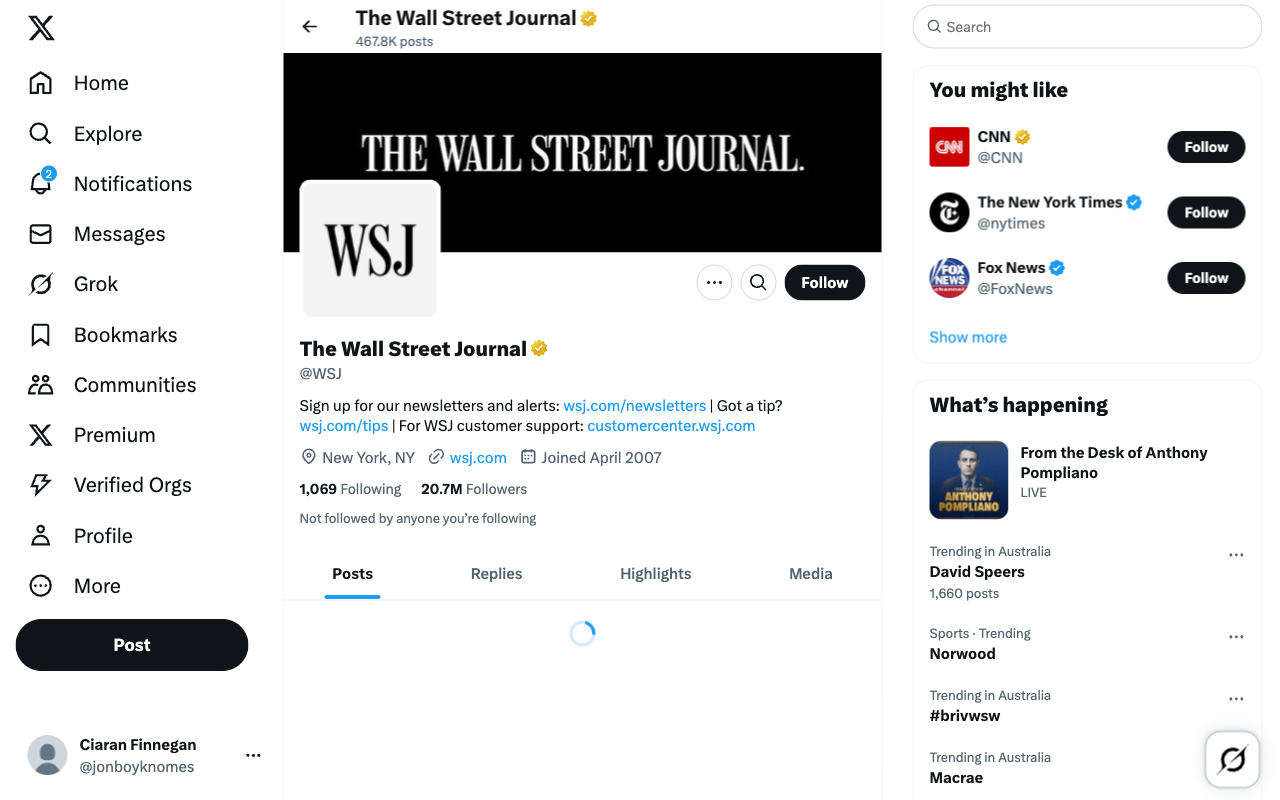 Home
Explore
2
Notifications
Messages
Grok
Bookmarks
Communities
Premium
Verified Orgs
Profile
More
Post
Ciaran Finnegan
@jonboyknomes
The Wall Street Journal
467.8K posts
THE WALL STREET JOURNAL.
WSJ
Follow
The Wall Street Journal
@WSJ
Sign up for our newsletters and alerts: wsj.com/newsletters | Got a tip?
wsj.com/tips | For WSJ customer support: customercenter.wsj.com
New York, NY wsj.com Joined April 2007
1,069 Following 20.7M Followers
Not followed by anyone you’re following
Posts Replies Highlights Media
Search
You might like
CNN
CNN
@CNN
Follow
The New York Times
@nytimes
Follow
FOX
NEWS
channel
Fox News
@FoxNews
Follow
Show more
What’s happening
ANTHONY
POMPLIANO
From the Desk of Anthony
Pompliano
LIVE
Trending in Australia
David Speers
1,660 posts
Sports · Trending
Norwood
Trending in Australia
#brivwsw
Trending in Australia
Macrae